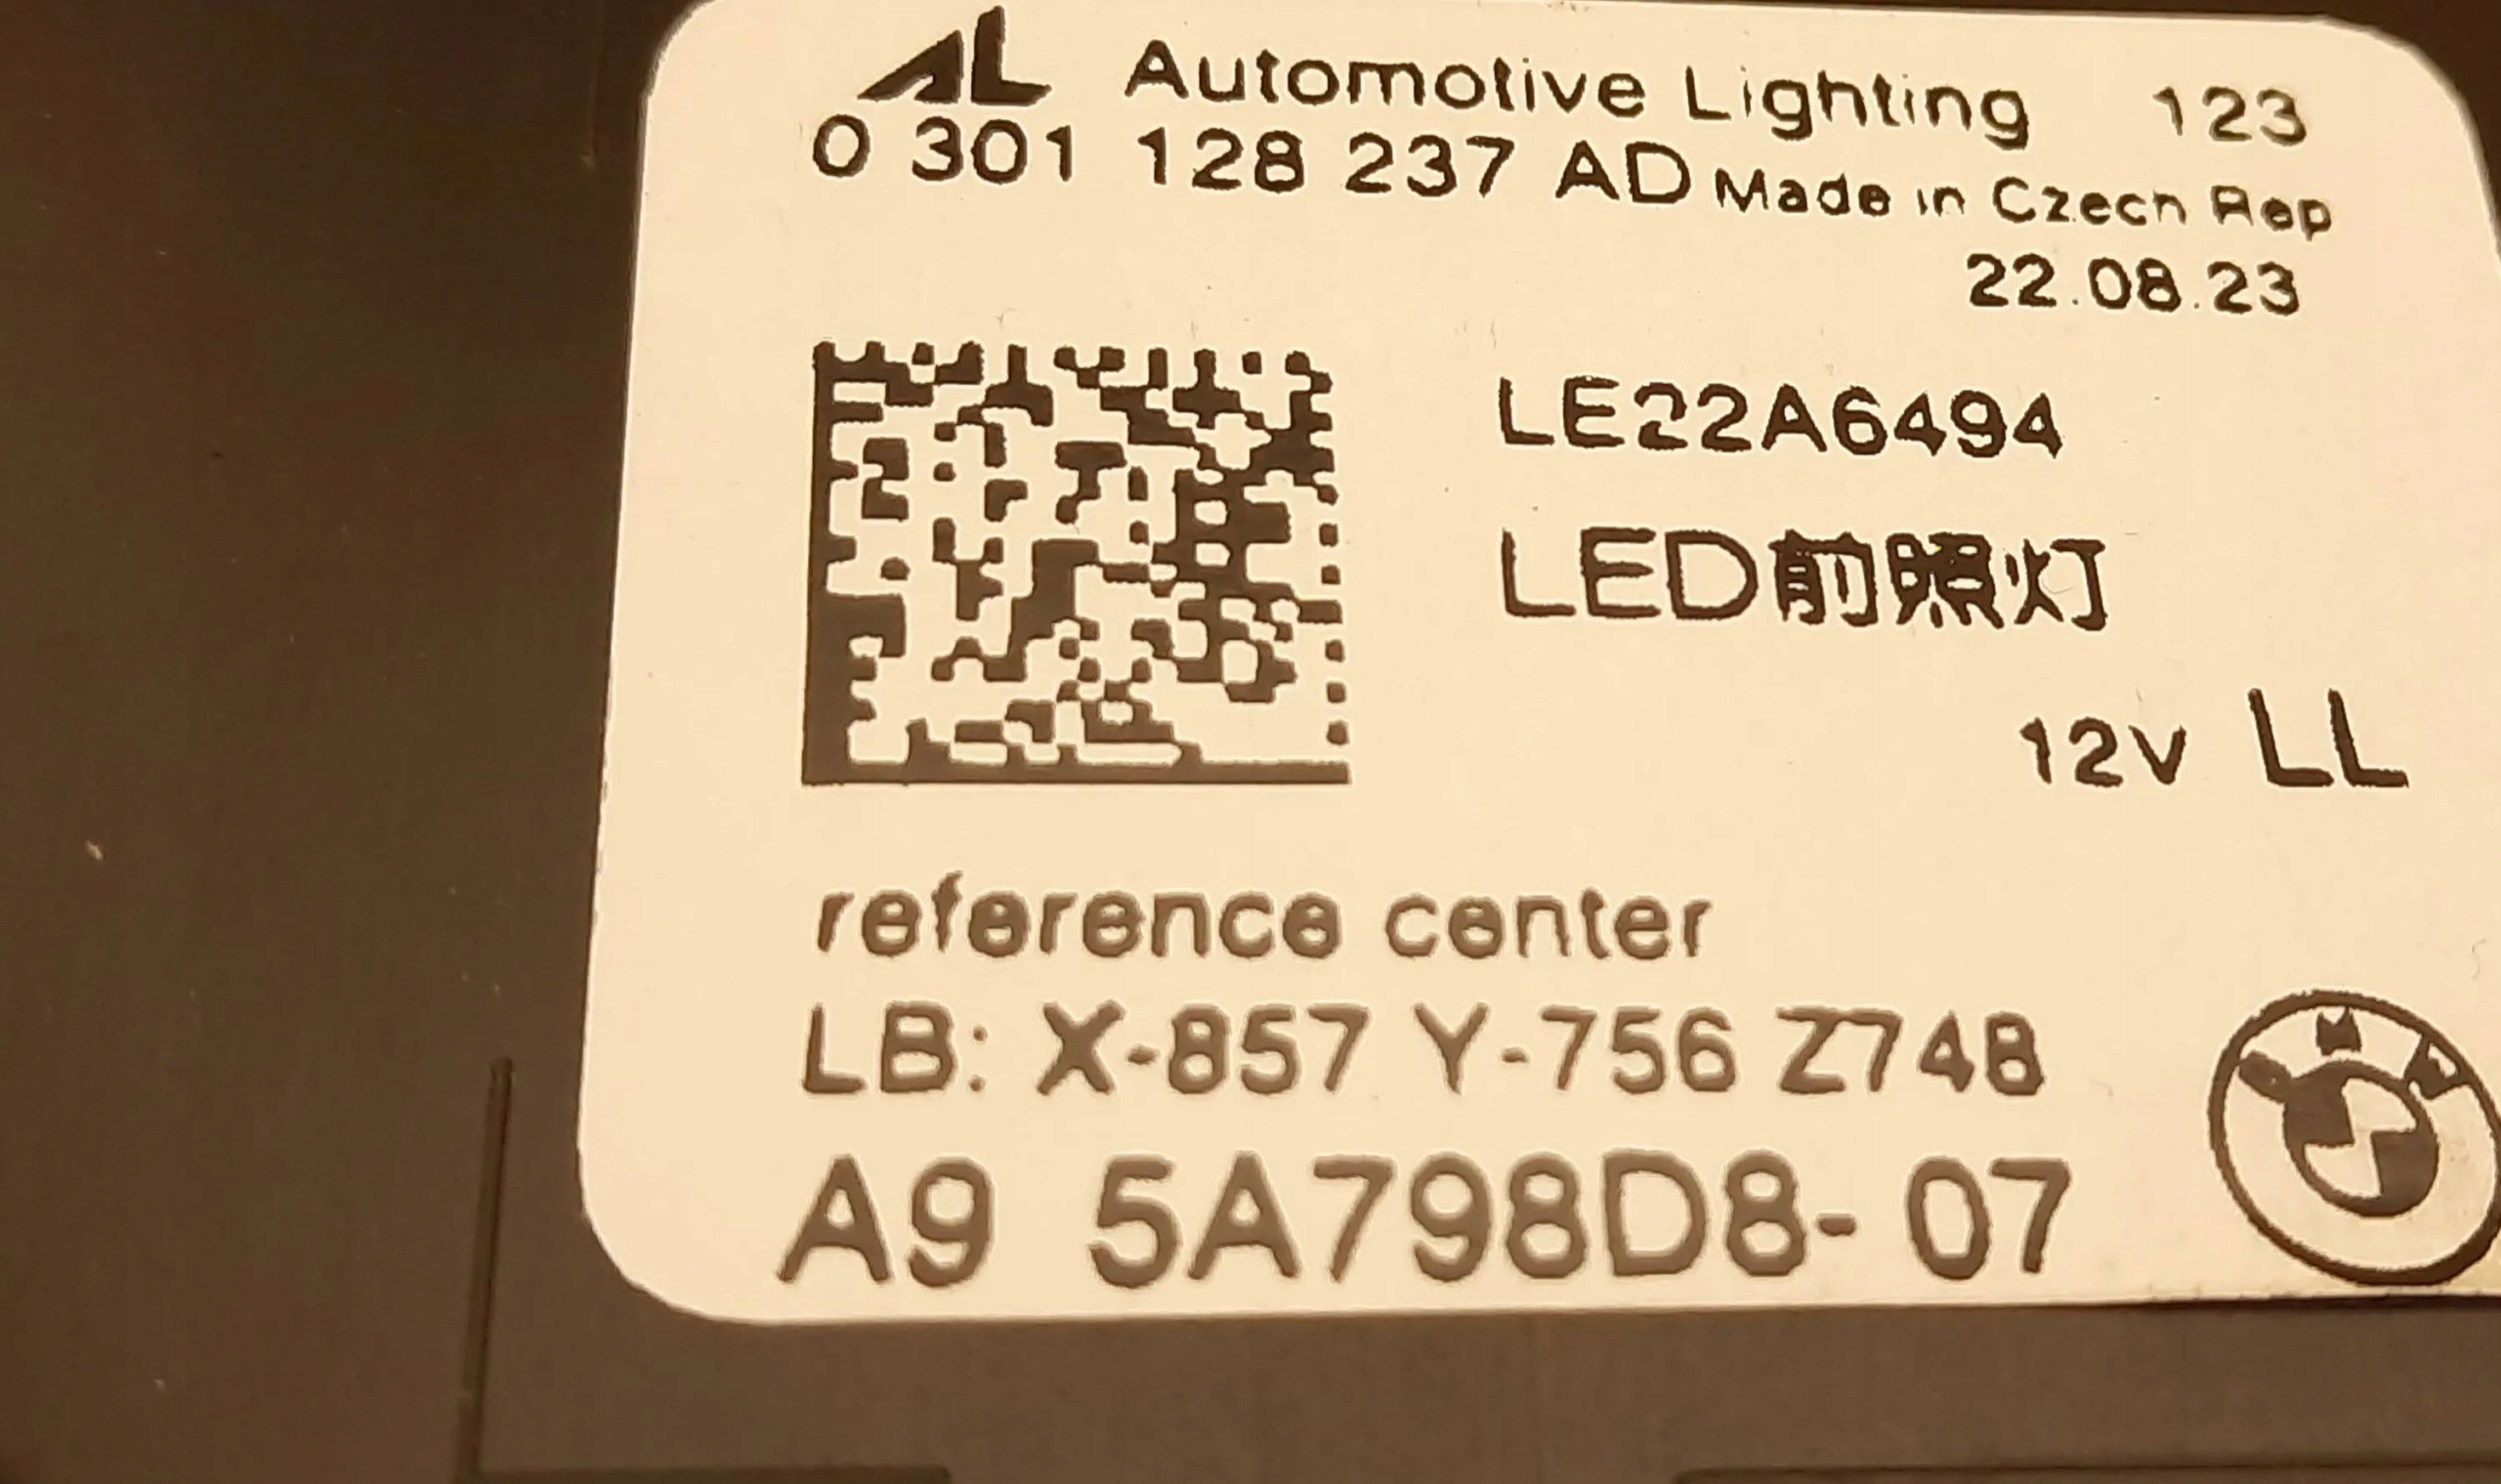 AL Automotive Lighting 123
0 301 128 237 AD Made in Czech Rep
22.08.23
LE22A6494
LED前照灯
12V LL
reference center
LB: X-857 Y-756 Z748
A9 5A798D8-07
BMW